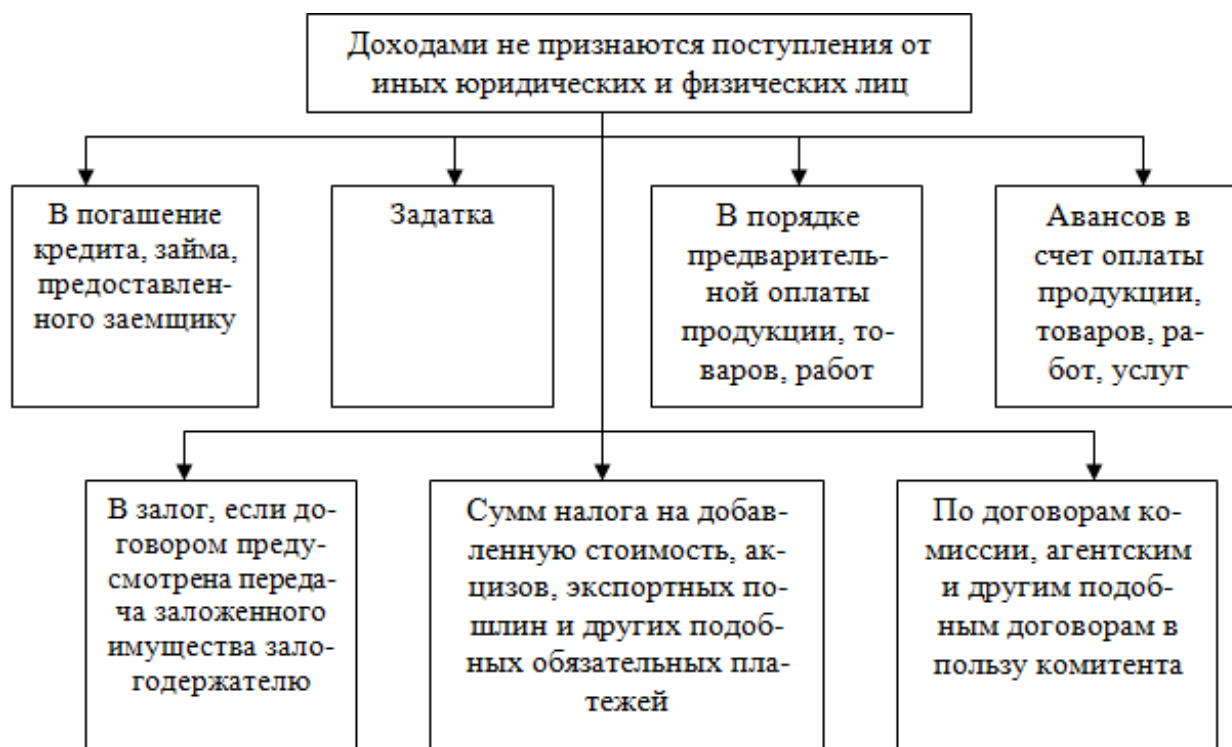 Доходами не признаются поступления от
иных юридических и физических лиц
В погашение
кредита, займа,
предоставлен-
ного заемщику
Задатка
В порядке
предваритель-
ной оплаты
продукции, то-
варов, работ
Авансов в
счет оплаты
продукции,
товаров, ра-
бот, услуг
В залог, если до-
говором преду-
смотрена переда-
ча заложенного
имущества зало-
годержателю
Сумм налога на добав-
ленную стоимость, ак-
цизов, экспортных по-
шлин и других подоб-
ных обязательных пла-
тежей
По договорам ко-
миссии, агентским
и другим подоб-
ным договорам в
пользу комитента